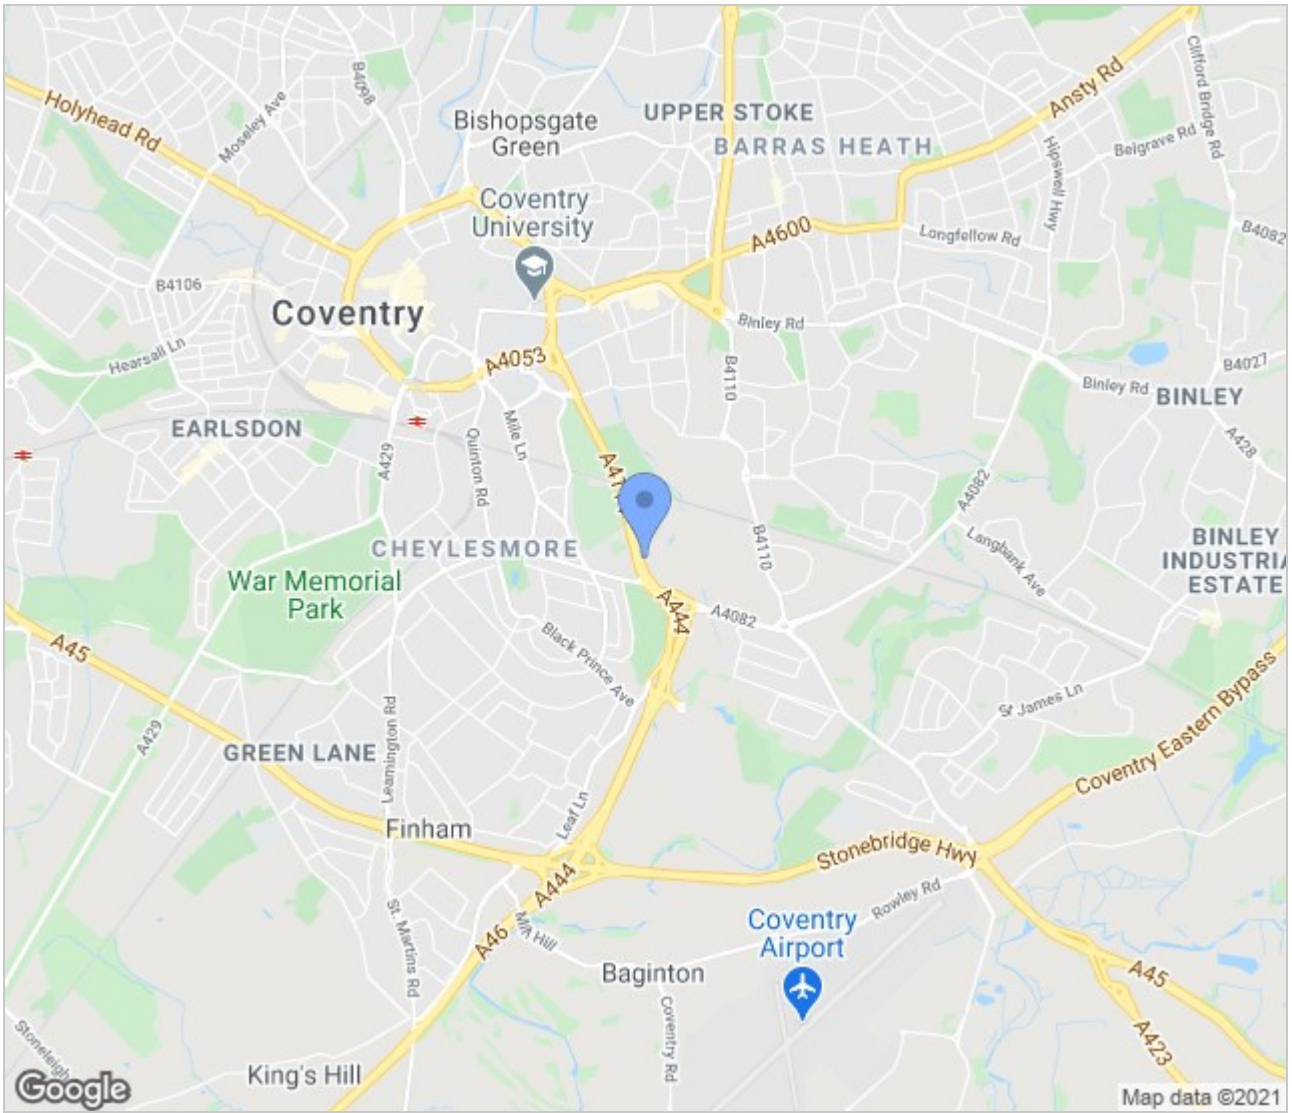 Holyhead Rd
Moseley Ave
B4098
Bishopsgate
Green
UPPER STOKE
BARRAS HEATH
Ansty Rd
Clifford Bridge Rd
Belgrave Rd
Hipswell Hwy
Coventry
University
A4600
Longfellow Rd
B4082
B4106
Coventry
Hearsall Ln
A4053
Binley Rd
B4110
B4027
Binley Rd
BINLEY
EARLSDON
Mile Ln
Quinton Rd
A429
A428
A4082
B4110
Langbank Ave
BINLEY
INDUSTRIA
ESTATE
CHEYLESMORE
War Memorial
Park
A444
A4082
Black Prince Ave
A45
A429
Leamington Rd
St James Ln
Coventry Eastern Bypass
GREEN LANE
Finham
Leaf Ln
Stonebridge Hwy
A444
Rowley Rd
St. Martins Rd
A46
Mill Hill
Coventry
Airport
Baginton
A45
Coventry Rd
A423
Stoneleigh
King's Hill
Google
Map data ©2021